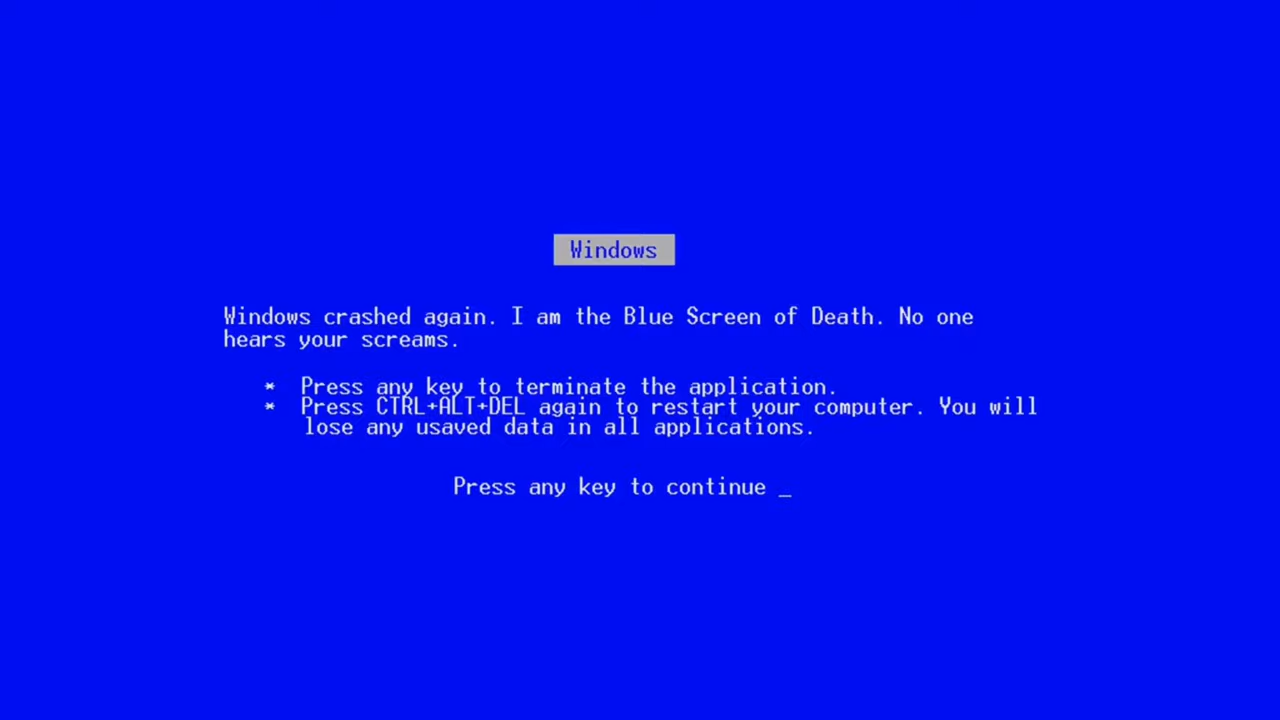 Windows
Windows crashed again. I am the Blue Screen of Death. No one
hears your screams.
* Press any key to terminate the application.
* Press CTRL+ALT+DEL again to restart your computer. You will
lose any usaved data in all applications.
Press any key to continue _